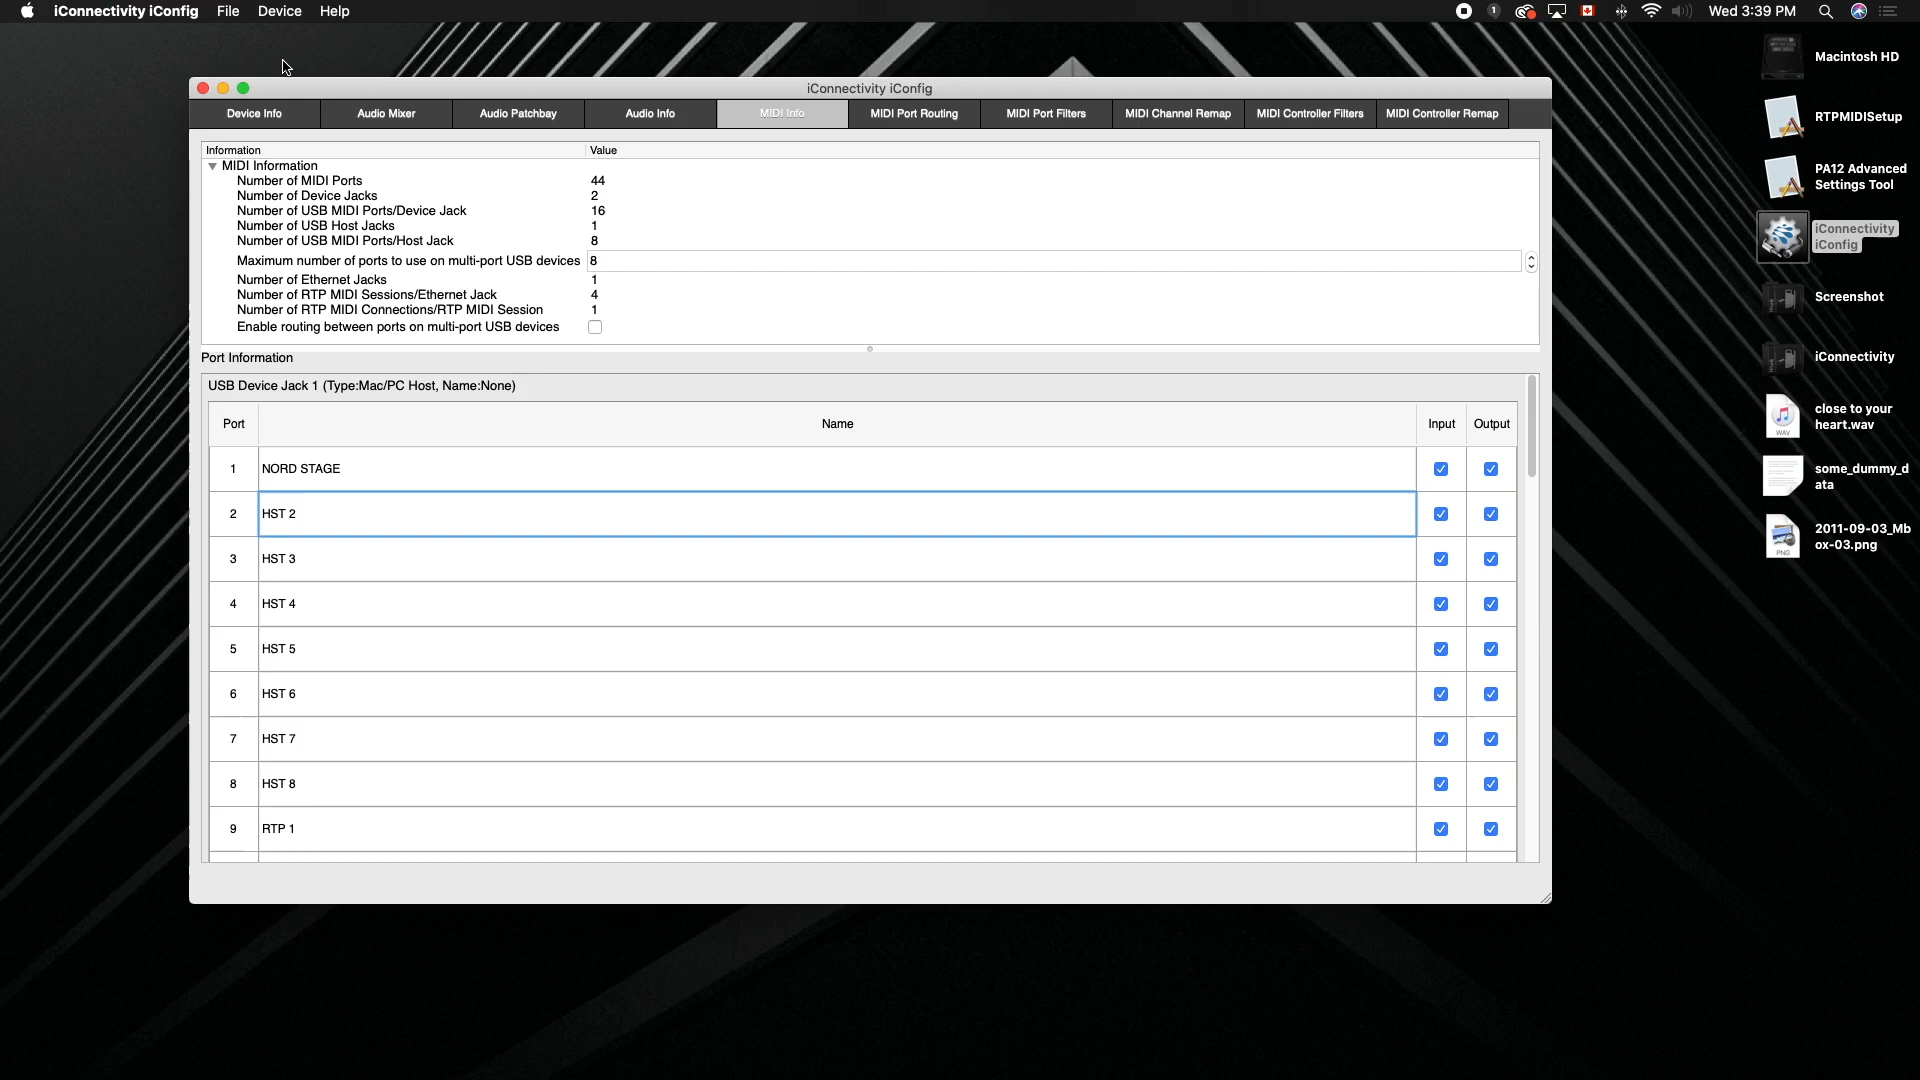 iConnectivity iConfig File Device Help
1 Wed 3:39 PM
iConnectivity iConfig
Device Info Audio Mixer Audio Patchbay Audio Info MIDI Info MIDI Port Routing MIDI Port Filters MIDI Channel Remap MIDI Controller Filters MIDI Controller Remap
Information Value
MIDI Information
Number of MIDI Ports 44
Number of Device Jacks 2
Number of USB MIDI Ports/Device Jack 16
Number of USB Host Jacks 1
Number of USB MIDI Ports/Host Jack 8
Maximum number of ports to use on multi-port USB devices 8
Number of Ethernet Jacks 1
Number of RTP MIDI Sessions/Ethernet Jack 4
Number of RTP MIDI Connections/RTP MIDI Session 1
Enable routing between ports on multi-port USB devices
Port Information
USB Device Jack 1 (Type:Mac/PC Host, Name:None)
Port Name Input Output
1 NORD STAGE
2 HST 2
3 HST 3
4 HST 4
5 HST 5
6 HST 6
7 HST 7
8 HST 8
9 RTP 1
Macintosh HD
RTPMIDISetup
PA12 Advanced
Settings Tool
iConnectivity
iConfig
Screenshot
iConnectivity
close to your
heart.wav
WAV
some_dummy_d
ata
2011-09-03_Mb
ox-03.png
PNG